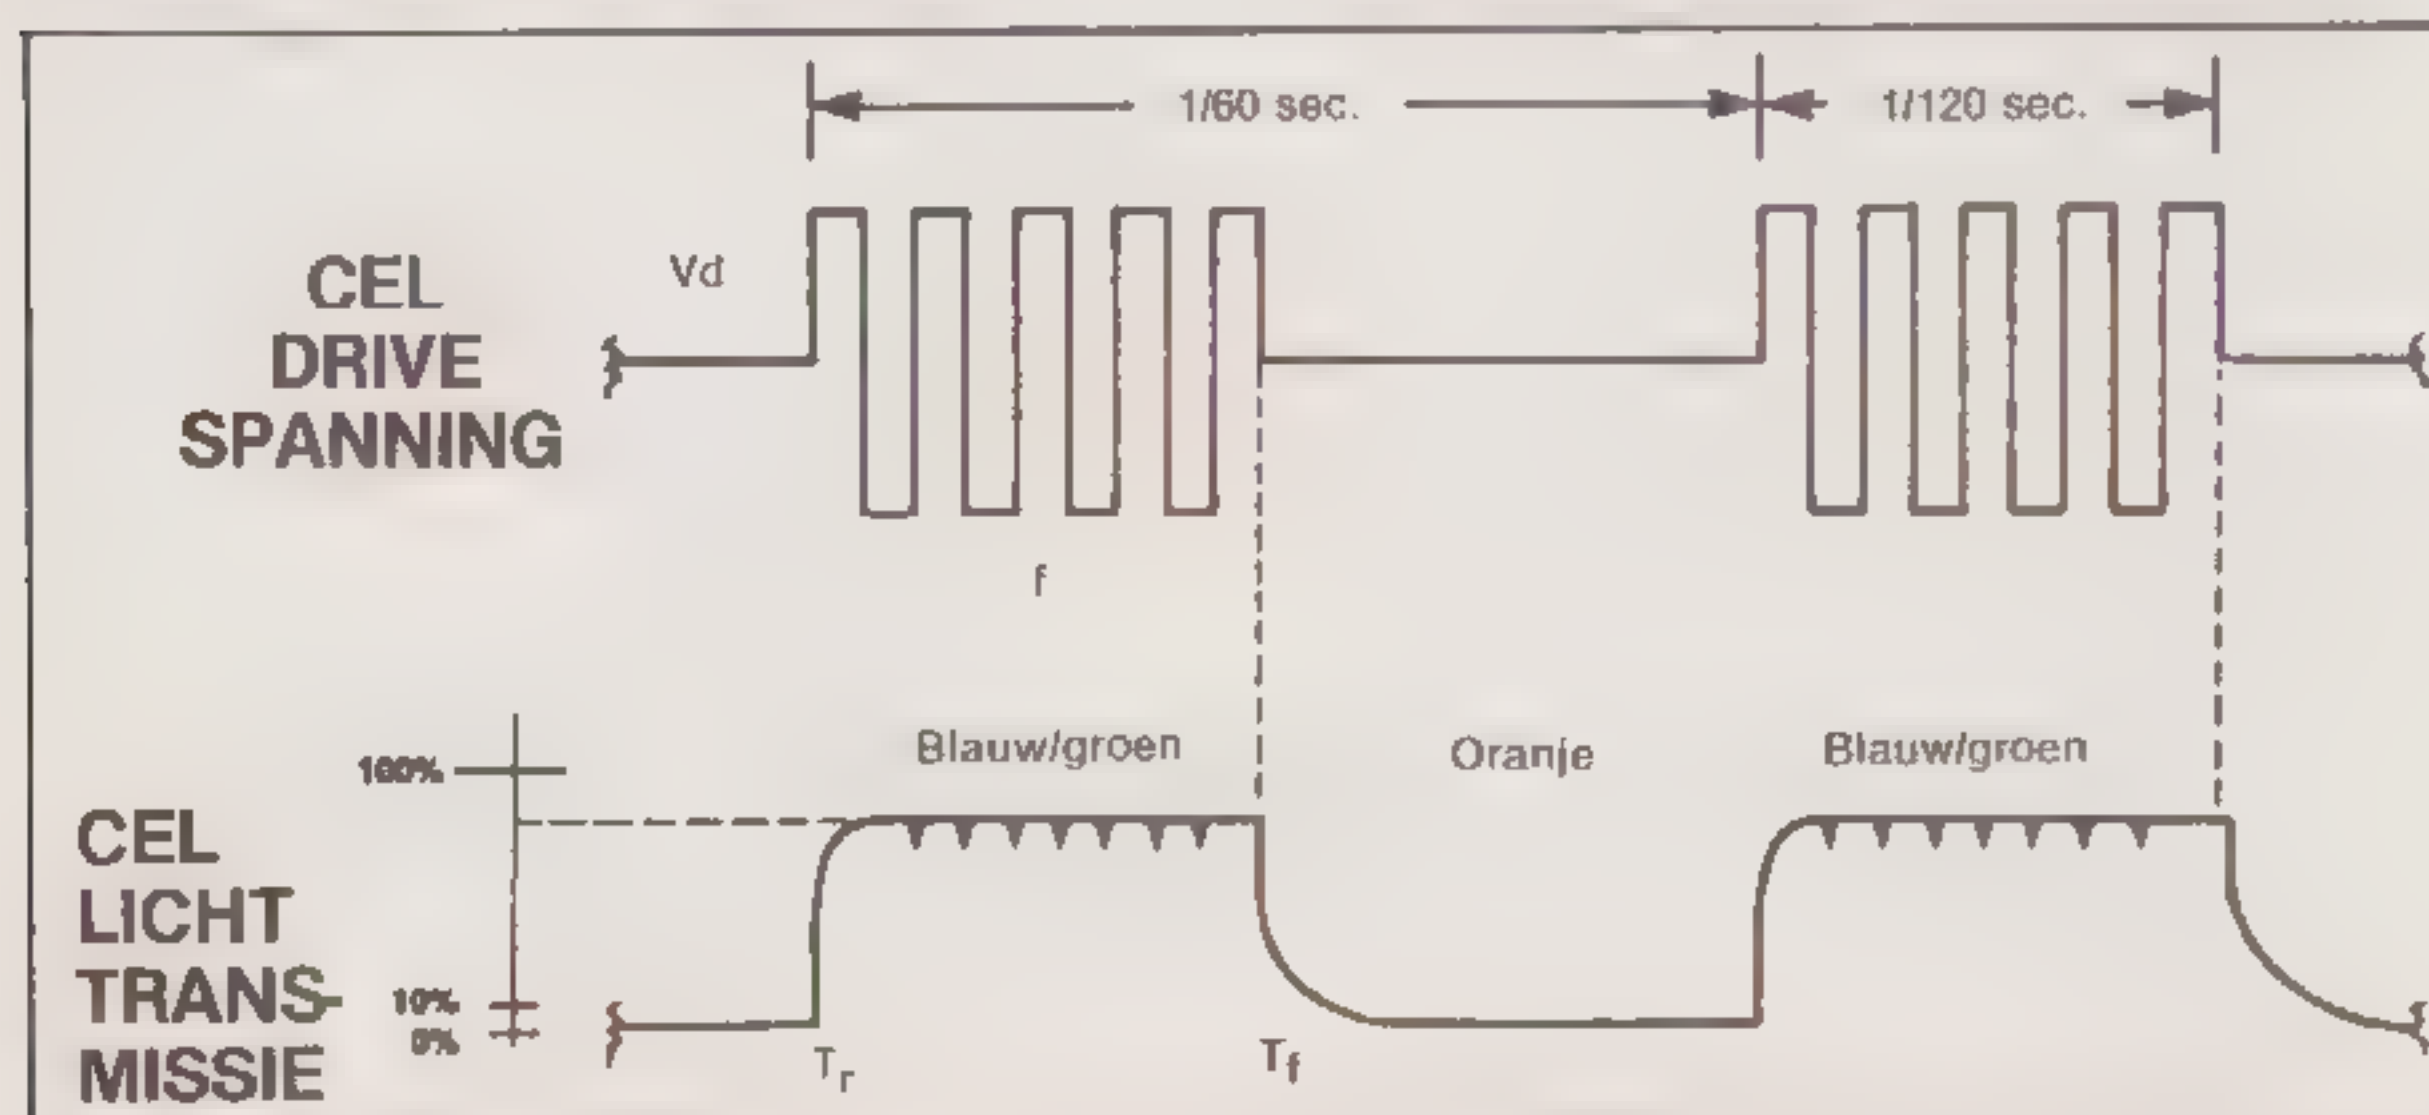 1/60 sec.
1/120 sec.
CEL
DRIVE
SPANNING
Vd
f
Blauw/groen
Oranje
Blauw/groen
100%
CEL
LICHT
TRANS-
MISSIE
10%
0%
Tr
Tf